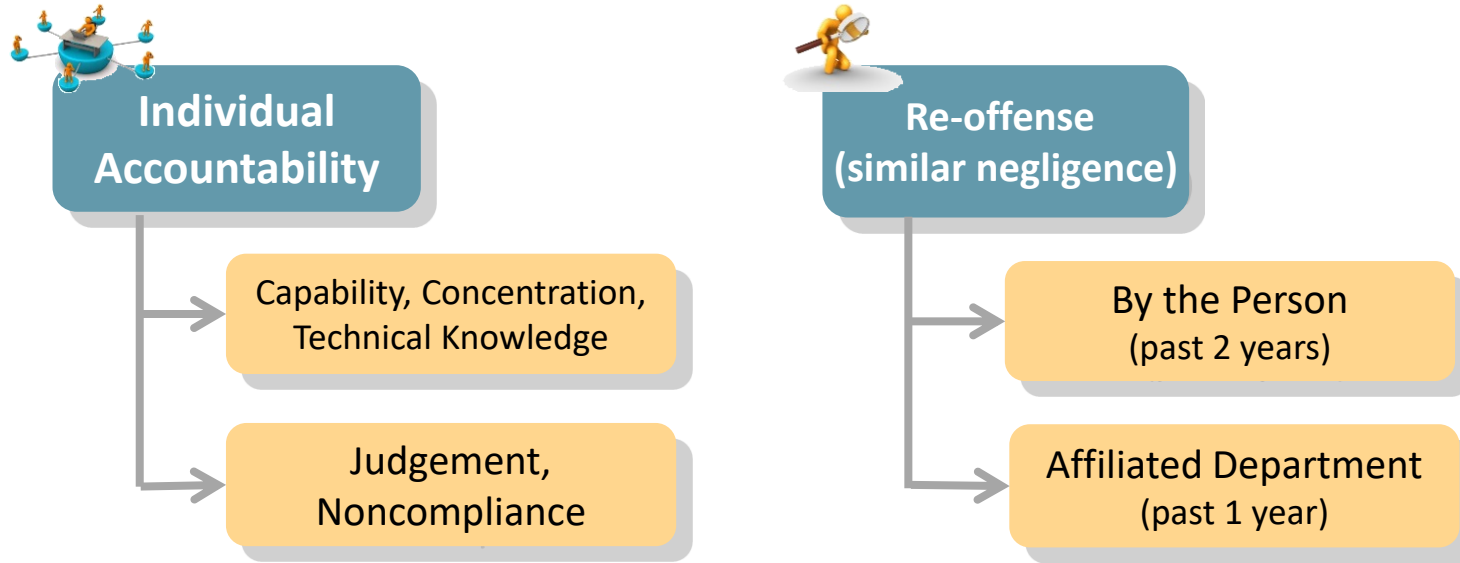 Individual
Accountability
Capability, Concentration,
Technical Knowledge
Judgement,
Noncompliance
Re-offense
(similar negligence)
By the Person
(past 2 years)
Affiliated Department
(past 1 year)